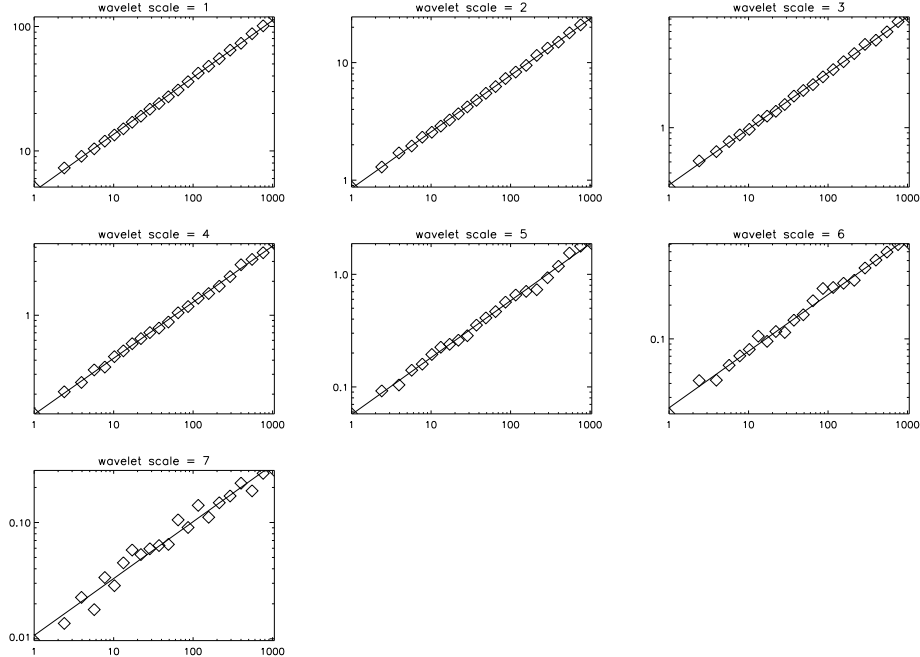 wavelet scale = 1
100
10
1 10 100 1000
wavelet scale = 2
10
1
1 10 100 1000
wavelet scale = 3
1
1 10 100 1000
wavelet scale = 4
1
1 10 100 1000
wavelet scale = 5
1.0
0.1
1 10 100 1000
wavelet scale = 6
0.1
1 10 100 1000
wavelet scale = 7
0.10
0.01
1 10 100 1000